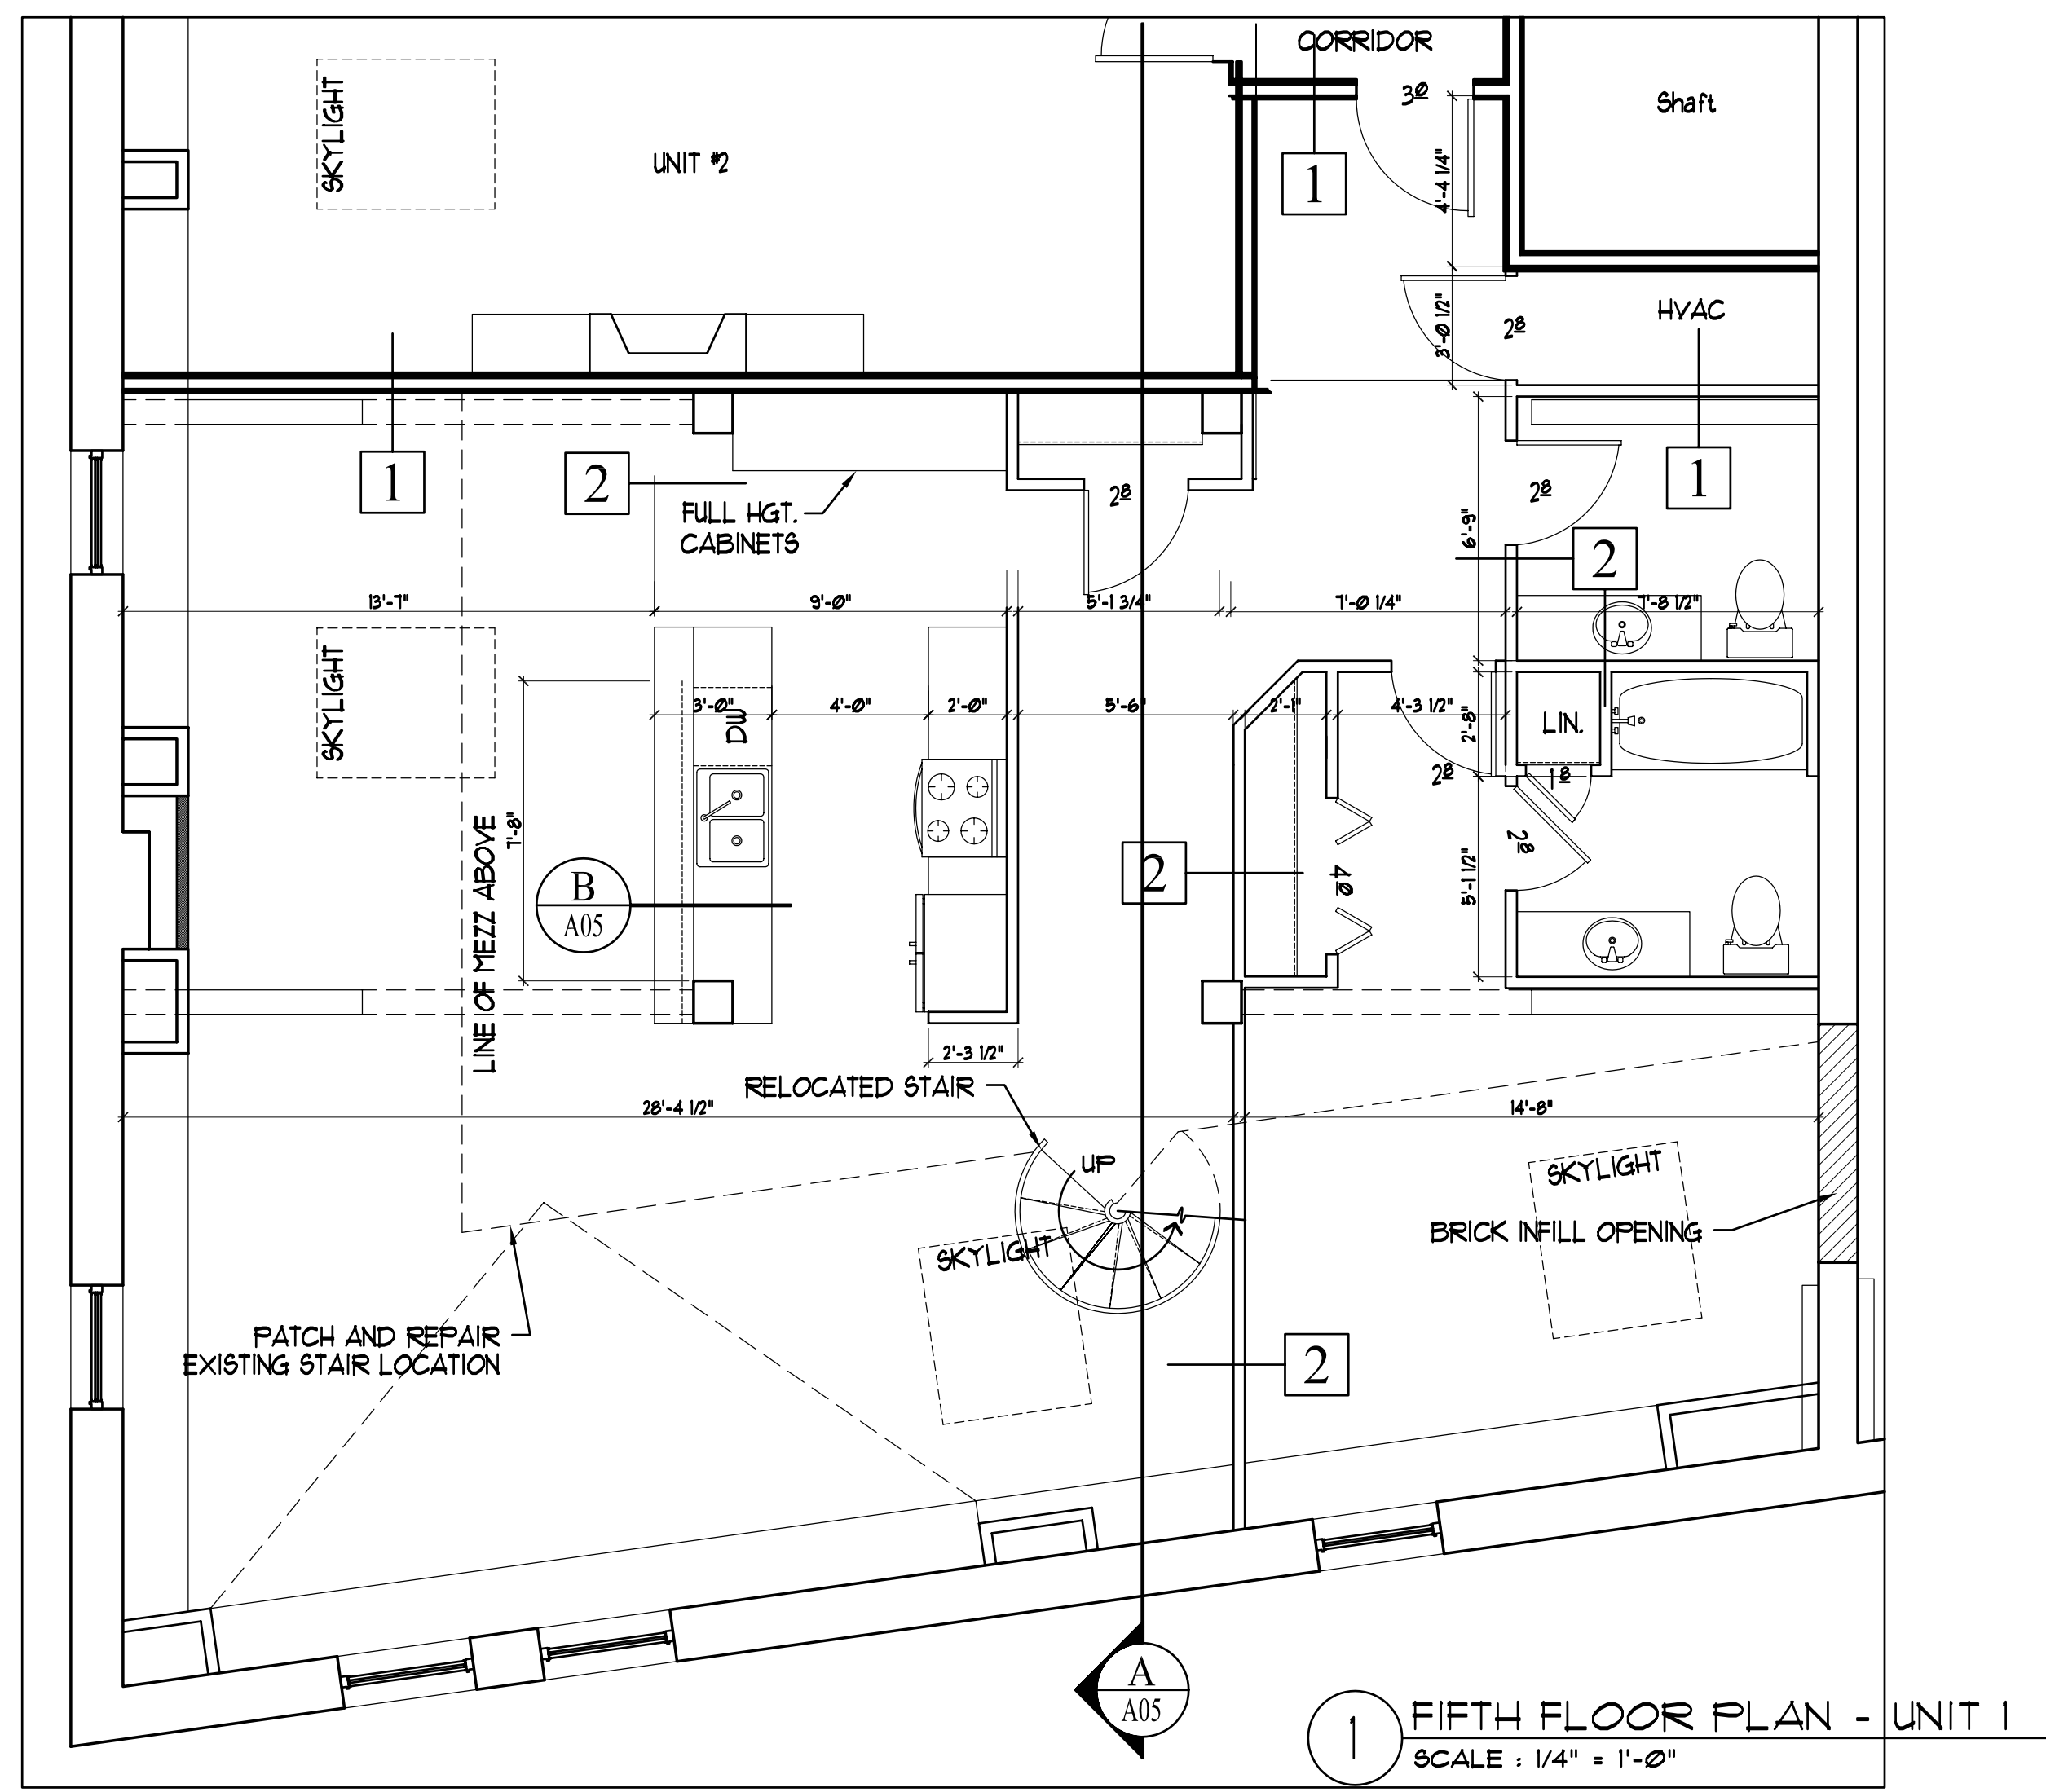 CORRIDOR
3Ø
Shaft
SKYLIGHT
UNIT #2
1
4'-4 1/4"
HVAC
28
3'-0 1/2"
1
2
FULL HGT.
CABINETS
28
28
1
6'-9"
2
13'-7"
9'-0"
5'-1 3/4"
7'-0 1/4"
7'-8 1/2"
SKYLIGHT
3'-0"
4'-0"
2'-0"
5'-6"
2'-1"
4'-3 1/2"
DW
2'-8"
LIN.
28
18
7'-8"
LINE OF MEZZ ABOVE
2
4Ø
28
5'-1 1/2"
B
A05
2'-3 1/2"
RELOCATED STAIR
28'-4 1/2"
14'-8"
UP
SKYLIGHT
SKYLIGHT
BRICK INFILL OPENING
PATCH AND REPAIR
EXISTING STAIR LOCATION
2
A
A05
1
FIFTH FLOOR PLAN - UNIT 1
SCALE : 1/4" = 1'-0"